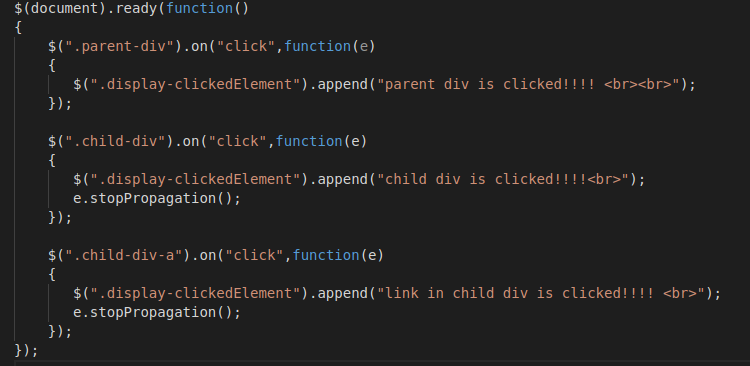 $(document).ready(function()
{
    $(".parent-div").on("click",function(e)
    {
       $(".display-clickedElement").append("parent div is clicked!!!! <br><br>");
    });

    $(".child-div").on("click",function(e)
    {
       $(".display-clickedElement").append("child div is clicked!!!!<br>");
       e.stopPropagation();
    });

    $(".child-div-a").on("click",function(e)
    {
       $(".display-clickedElement").append("link in child div is clicked!!!! <br>");
       e.stopPropagation();
    });
});